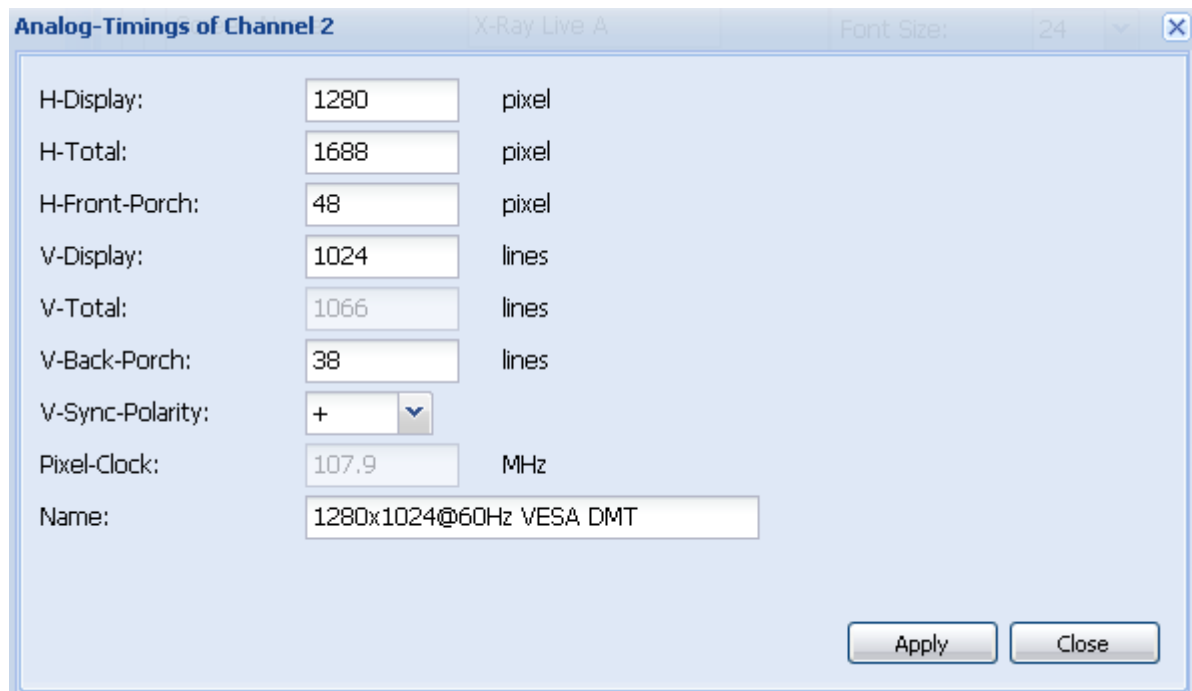 Analog-Timings of Channel 2 X-Ray Live A Font Size: 24
H-Display: 1280 pixel
H-Total: 1688 pixel
H-Front-Porch: 48 pixel
V-Display: 1024 lines
V-Total: 1066 lines
V-Back-Porch: 38 lines
V-Sync-Polarity: +
Pixel-Clock: 107.9 MHz
Name: 1280x1024@60Hz VESA DMT
Apply Close